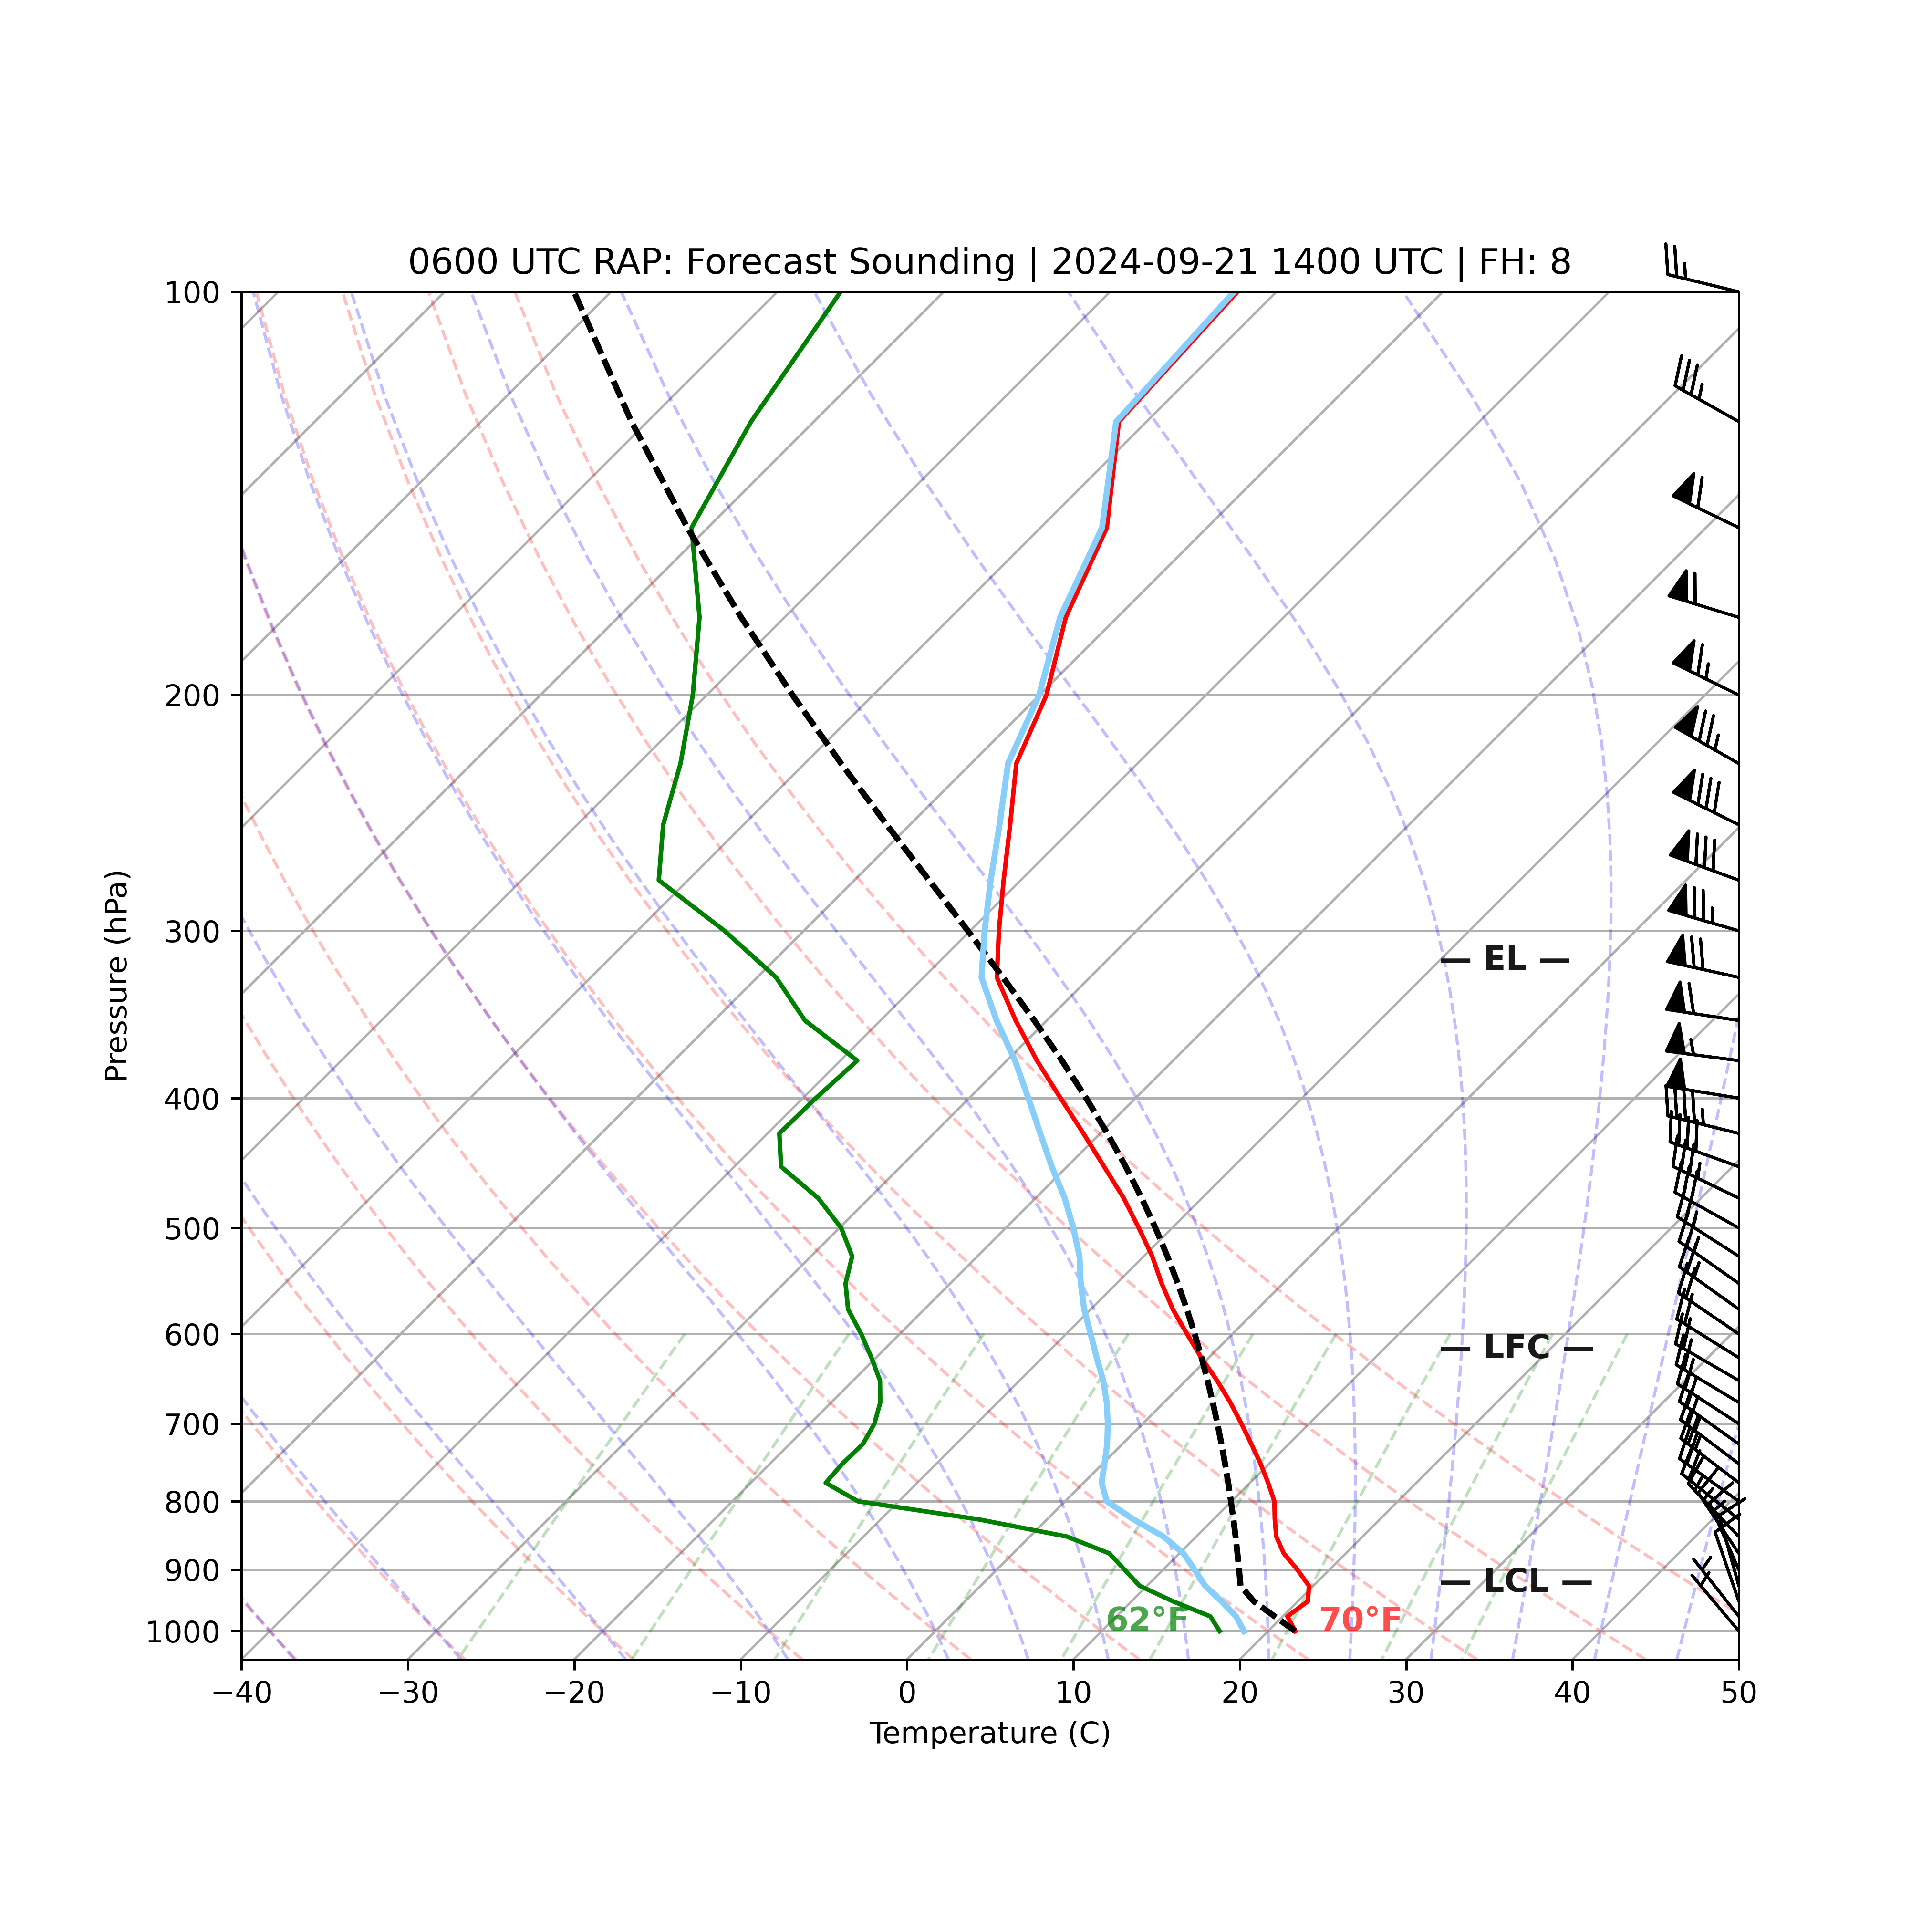 0600 UTC RAP: Forecast Sounding | 2024-09-21 1400 UTC | FH: 8
100
200
300
— EL —
Pressure (hPa)
400
500
600
— LFC —
700
800
900
— LCL —
62°F
70°F
1000
−40 −30 −20 −10 0 10 20 30 40 50
Temperature (C)